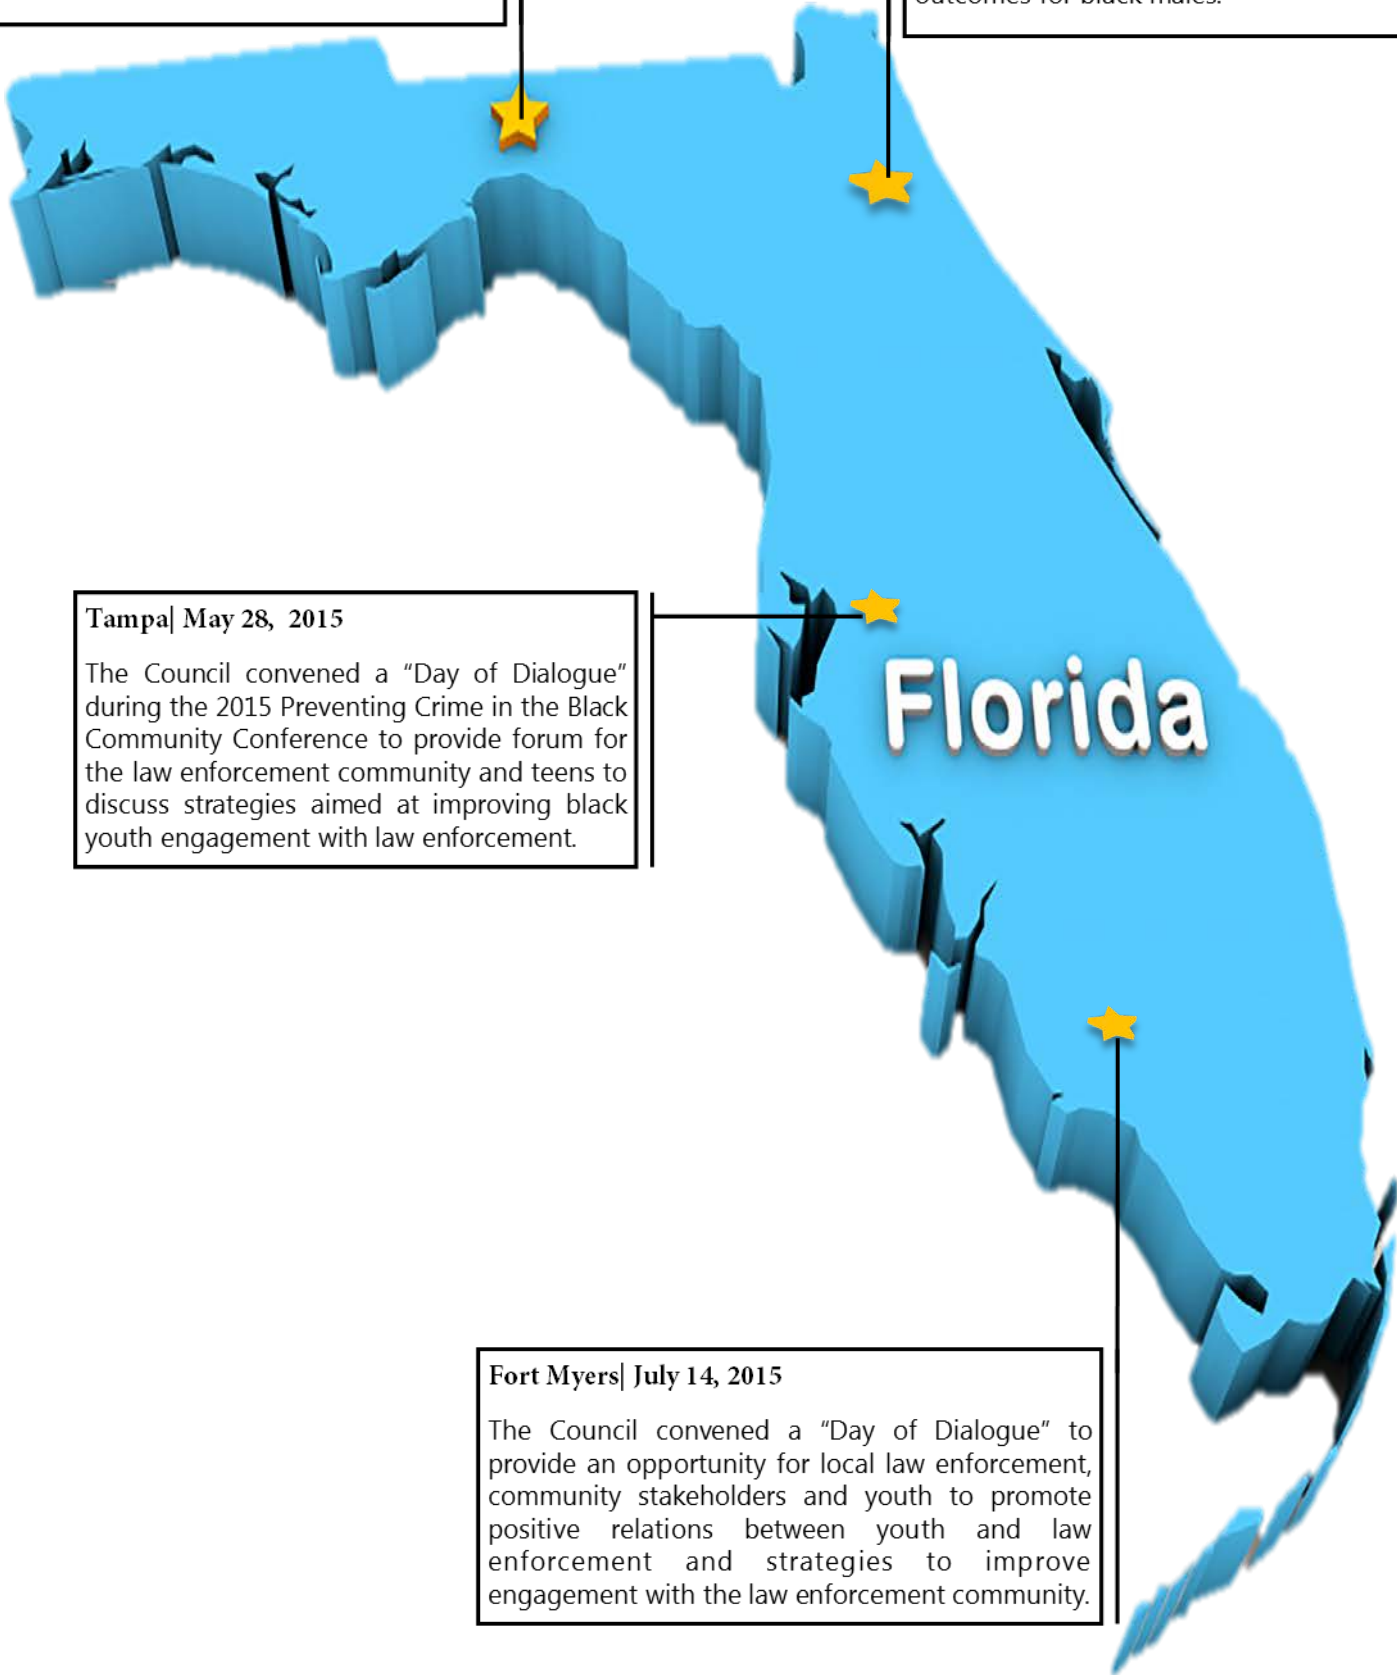 outcomes for black males.
Tampa| May 28, 2015
The Council convened a “Day of Dialogue”
during the 2015 Preventing Crime in the Black
Community Conference to provide forum for
the law enforcement community and teens to
discuss strategies aimed at improving black
youth engagement with law enforcement.
Florida
Fort Myers| July 14, 2015
The Council convened a “Day of Dialogue” to
provide an opportunity for local law enforcement,
community stakeholders and youth to promote
positive relations between youth and law
enforcement and strategies to improve
engagement with the law enforcement community.